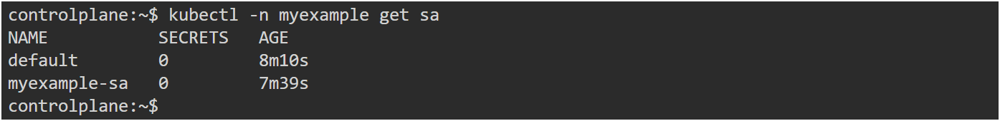 controlplane:~$ kubectl -n myexample get sa
NAME           SECRETS   AGE
default        0         8m10s
myexample-sa   0         7m39s
controlplane:~$